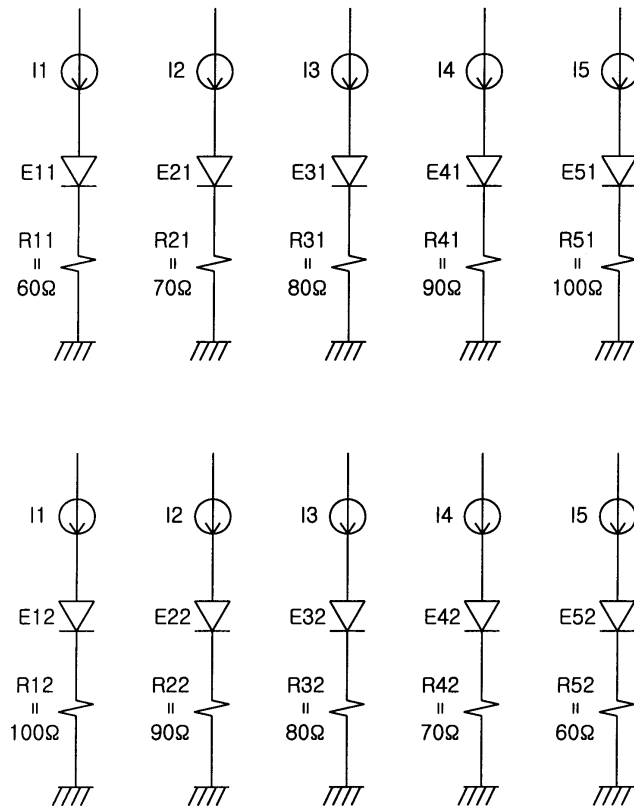 I1 I2 I3 I4 I5
E11 E21 E31 E41 E51
R11 R21 R31 R41 R51
= = = = =
60Ω 70Ω 80Ω 90Ω 100Ω
I1 I2 I3 I4 I5
E12 E22 E32 E42 E52
R12 R22 R32 R42 R52
= = = = =
100Ω 90Ω 80Ω 70Ω 60Ω